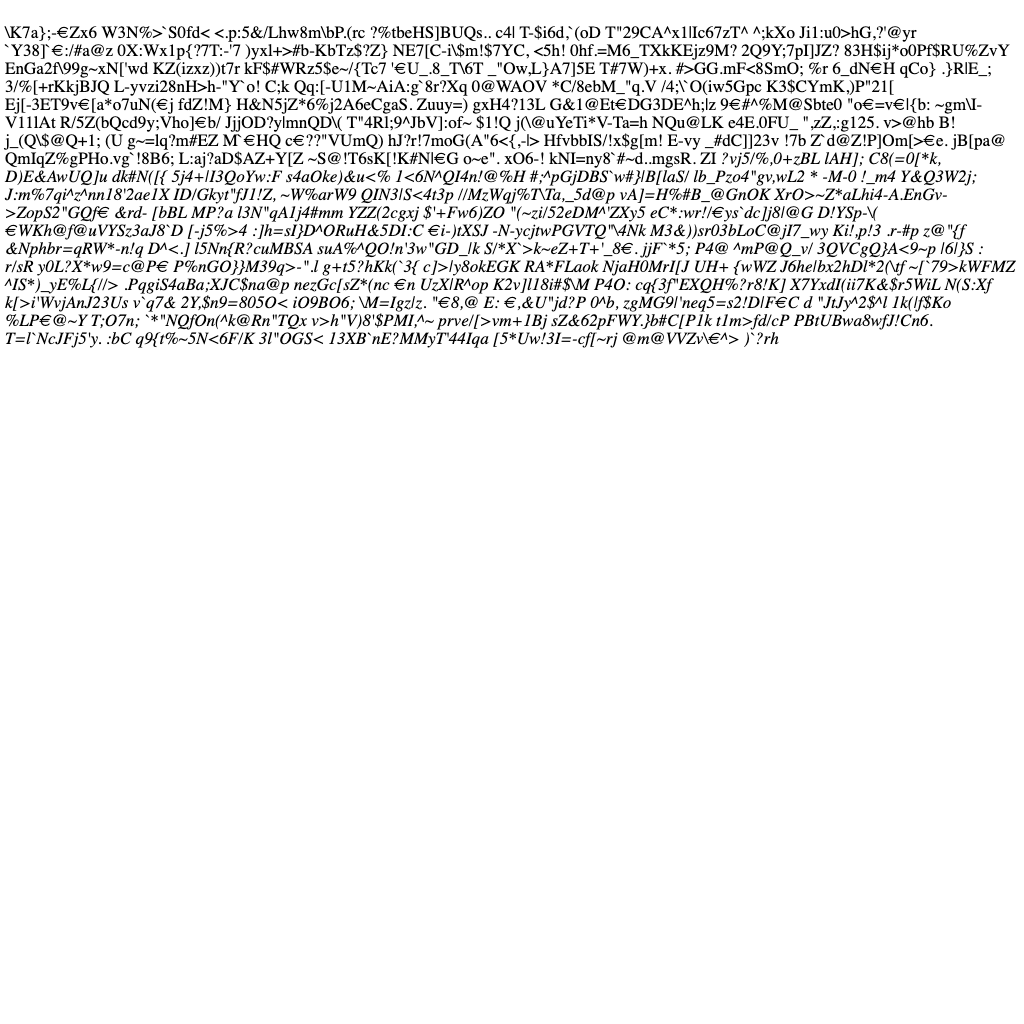 \K7a};-€Zx6 W3N%>`S0fd< <.p:5&/Lhw8m\bP.(rc ?%tbeHS]BUQs.. c4| T-$i6d,`(oD T"29CA^x1|Ic67zT^ ^;kXo Ji1:u0>hG,?'@yr
`Y38]`€:/#a@z 0X:Wx1p{?7T:-'7 )yxl+>#b-KbTz$?Z} NE7[C-i\$m!$7YC, <5h! 0hf.=M6_TXkKEjz9M? 2Q9Y;7pI]JZ? 83H$ij*o0Pf$RU%ZvY
EnGa2f\99g~xN['wd KZ(izxz))t7r kF$#WRz5$e~/{Tc7 '€U_.8_T\6T _"Ow,L}A7]5E T#7W)+x. #>GG.mF<8SmO; %r 6_dN€H qCo} .}R|E_;
3/%[+rKkjBJQ L-yvzi28nH>h-"Y`o! C;k Qq:[-U1M~AiA:g`8r?Xq 0@WAOV *C/8ebM_"q.V /4;\`O(iw5Gpc K3$CYmK,)P"21[
Ej[-3ET9v€[a*o7uN(€j fdZ!M} H&N5jZ*6%j2A6eCgaS. Zuuy=) gxH4?13L G&1@Et€DG3DE^h;lz 9€#^%M@Sbte0 "o€=v€|{b: ~gm\I-
V11lAt R/5Z(bQcd9y;Vho]€b/ JjjOD?y|mnQD\( T"4Rl;9^JbV]:of~ $1!Q j(\@uYeTi*V-Ta=h NQu@LK e4E.0FU_ ",zZ,:g125. v>@hb B!
j_(Q\$@Q+1; (U g~=lq?m#EZ M`€HQ c€??"VUmQ) hJ?r!7moG(A"6<{,-|> HfvbbIS/!x$g[m! E-vy _#dC]]23v !7b Z`d@Z!P]Om[>€e. jB[pa@
QmIqZ%gPHo.vg`!8B6; L:aj?aD$AZ+Y[Z ~S@!T6sK[!K#N|€G o~e". xO6-! kNI=ny8`#~d..mgsR. ZI ?vj5/%,0+zBL lAH]; C8(=0[*k,
D)E&AwUQ]u dk#N([{ 5j4+|I3QoYw:F s4aOke)&u<% 1<6N^QI4n!@%H #;^pGjDBS`w#}|B[laS/ lb_Pzo4"gv,wL2 * -M-0 !_m4 Y&Q3W2j;
J:m%7qi^z^nn18'2ae1X ID/Gkyt"fJ1!Z, ~W%arW9 QIN3|S<4t3p //MzWqj%T\Ta,_5d@p vA]=H%#B_@GnOK XrO>~Z*aLhi4-A.EnGv-
>ZopS2"GQf€ &rd- [bBL MP?a l3N"qA1j4#mm YZZ(2cgxj $'+Fw6)ZO "(~zi/52eDM^'ZXy5 eC*:wr!/€ys`dc]j8|@G D!YSp-\(
€WKh@f@uVYSz3aJ8`D [-j5%>4 :]h=sI}D^ORuH&5DI:C €i-)tXSJ -N-ycjtwPGVTQ"\4Nk M3&))sr03bLoC@jI7_wy Ki!,p!3 .r-#p z@"{f
&Nphbr=qRW*-n!q D^<.] l5Nn{R?cuMBSA suA%^QO!n'3w"GD_|k S/*X`>k~eZ+T+'_8€. jjF`*5; P4@ ^mP@Q_v/ 3QVCgQ}A<9~p |6|}S :
r/sR y0L?X*w9=c@P€ P%nGO}}M39q>-".l g+t5?hKk(`3{ c]>|y8okEGK RA*FLaok NjaH0MrI[J UH+ {wWZ J6he|bx2hDl*2(\tf ~[`79>kWFMZ
^IS*)_yE%L{//> .PqgiS4aBa;XJC$na@p nezGc[sZ*(nc €n UzX|R^op K2v]l18i#$\M P4O: cq{3f"EXQH%?r8!K] X7YxdI(ii7K&$r5WiL N(S:Xf
k[>i'WvjAnJ23Us v`q7& 2Y,$n9=805O< iO9BO6; \M=Igz|z. "€8,@ E: €,&U"jd?P 0^b, zgMG9|'neq5=s2!D|F€C d "JtJy^2$^l 1k(|f$Ko
%LP€@~Y T;O7n; `*"NQfOn(^k@Rn"TQx v>h"V)8'$PMI,^~ prve/[>vm+1Bj sZ&62pFWY.}b#C[P1k t1m>fd/cP PBtUBwa8wfJ!Cn6.
T=l`NcJFj5'y. :bC q9{t%~5N<6F/K 3l"OGS< 13XB`nE?MMyT'44Iqa [5*Uw!3I=-cf[~rj @m@VVZv\€^> )`?rh